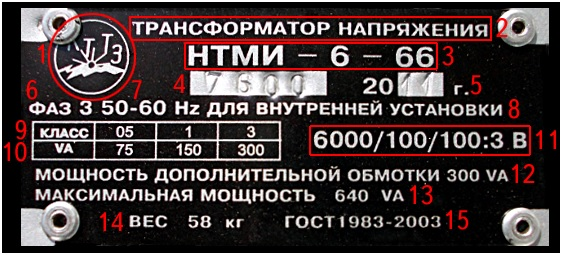 1 ТРАНСФОРМАТОР НАПРЯЖЕНИЯ 2
НТМИ – 6 – 66 3
4 7600 2011 г. 5
6 7
ФАЗ 3 50-60 Hz ДЛЯ ВНУТРЕННЕЙ УСТАНОВКИ 8
9 КЛАСС 05 1 3
10 VA 75 150 300
6000/100/100:3 В 11
МОЩНОСТЬ ДОПОЛНИТЕЛЬНОЙ ОБМОТКИ 300 VA 12
МАКСИМАЛЬНАЯ МОЩНОСТЬ 640 VA 13
14 ВЕС 58 кг ГОСТ1983-2003 15